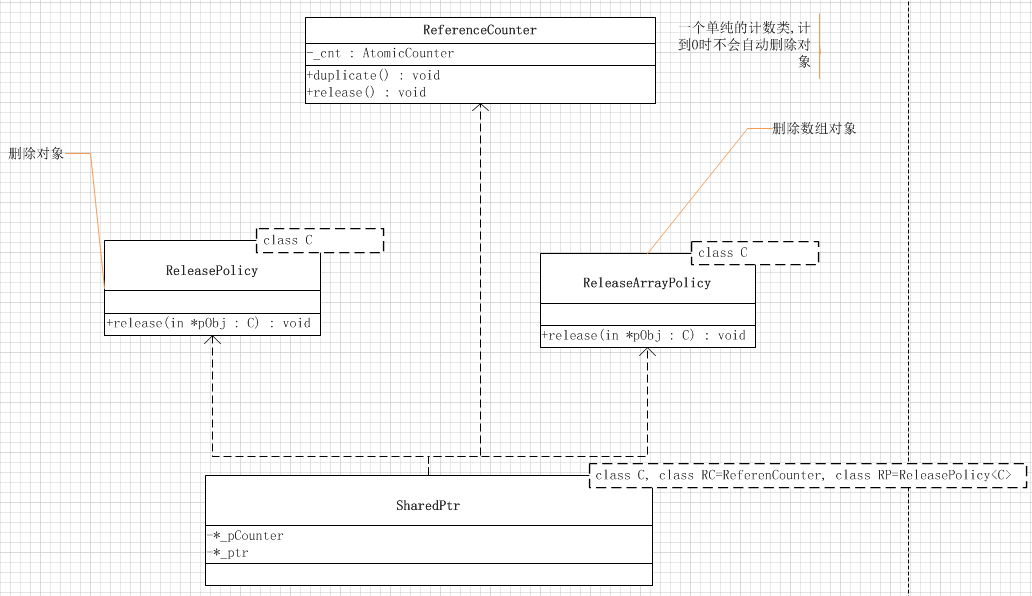 ReferenceCounter
-_cnt : AtomicCounter
+duplicate() : void
+release() : void
一个单纯的计数类,计
到0时不会自动删除对
象
删除数组对象
删除对象
class C
ReleasePolicy
+release(in *pObj : C) : void
class C
ReleaseArrayPolicy
+release(in *pObj : C) : void
class C, class RC=ReferenCounter, class RP=ReleasePolicy<C>
SharedPtr
-*_pCounter
-*_ptr